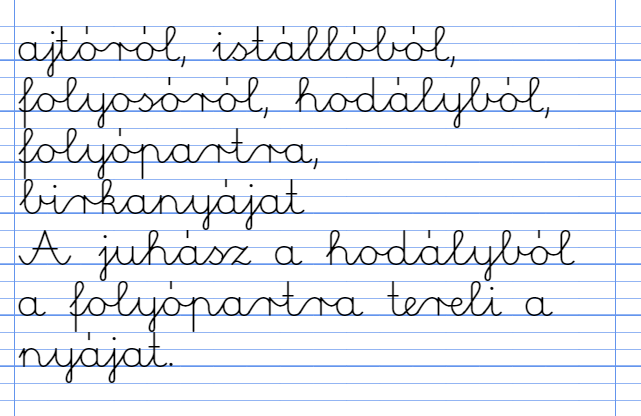 ajtóról, istállóból,
folyosóról, hodályból,
folyópartra,
birkanyájat
A juhász a hodályból
a folyópartra tereli a
nyájat.